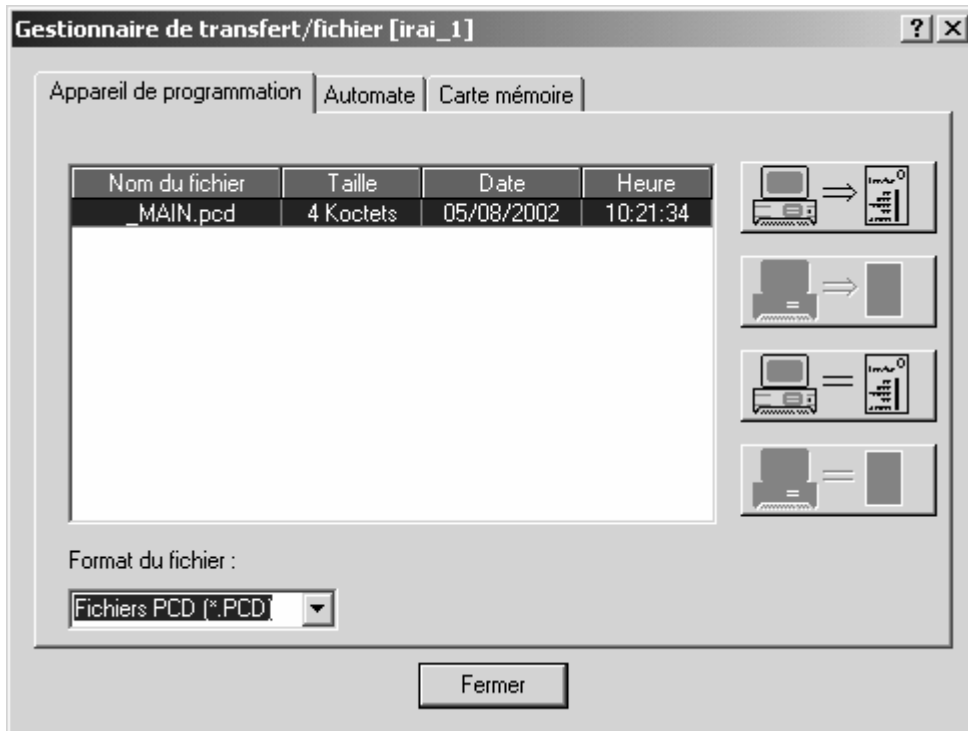 Gestionnaire de transfert/fichier [irai_1]
Appareil de programmation Automate Carte mémoire
Nom du fichier Taille Date Heure
_MAIN.pcd 4 Koctets 05/08/2002 10:21:34
Format du fichier :
Fichiers PCD (*.PCD)
Fermer